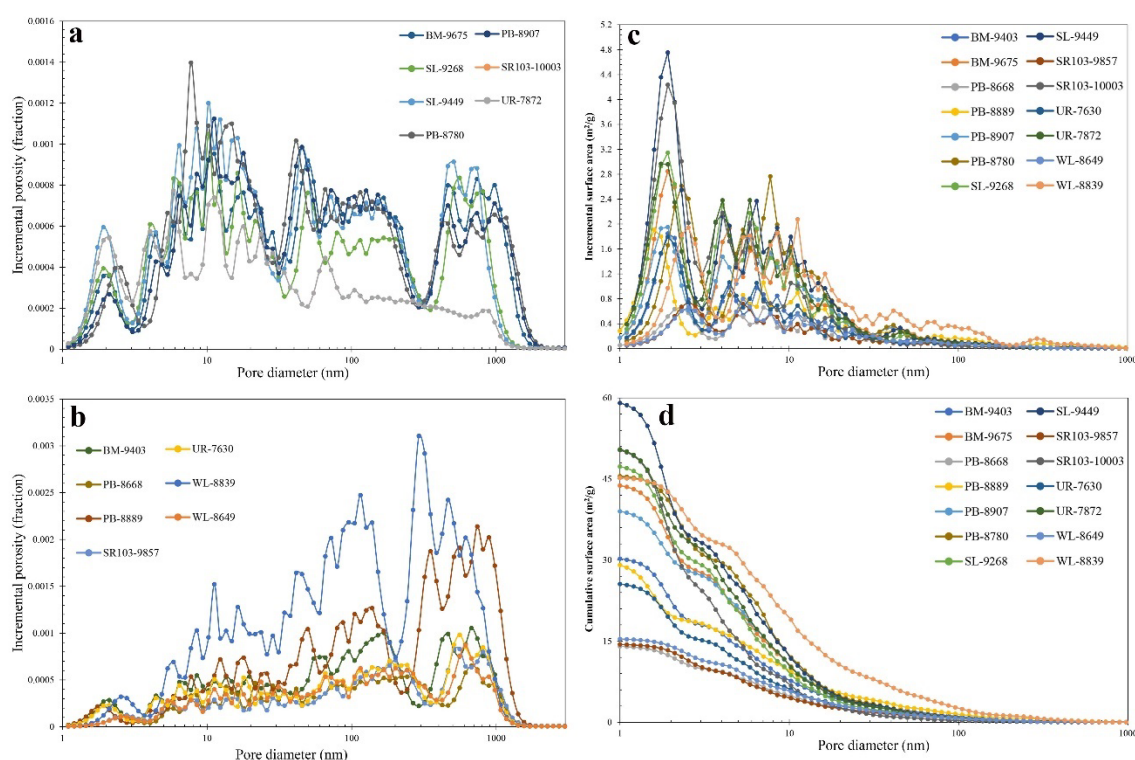 a
0.0016
0.0014
0.0012
0.001
0.0008
0.0006
0.0004
0.0002
0
Incremental porosity (fraction)
BM-9675 PB-8907
SL-9268 SR103-10003
SL-9449 UR-7872
PB-8780
1 10 100 1000
Pore diameter (nm)
b
0.0035
0.003
0.0025
0.002
0.0015
0.001
0.0005
0
Incremental porosity (fraction)
BM-9403 UR-7630
PB-8668 WL-8839
PB-8889 WL-8649
SR103-9857
1 10 100 1000
Pore diameter (nm)
c
5.2
4.8
4.4
4
3.6
3.2
2.8
2.4
2
1.6
1.2
0.8
0.4
0
Incremental surface area (m²/g)
BM-9403 SL-9449
BM-9675 SR103-9857
PB-8668 SR103-10003
PB-8889 UR-7630
PB-8907 UR-7872
PB-8780 WL-8649
SL-9268 WL-8839
1 10 100 1000
Pore diameter (nm)
d
60
45
30
15
0
Cumulative surface area (m²/g)
BM-9403 SL-9449
BM-9675 SR103-9857
PB-8668 SR103-10003
PB-8889 UR-7630
PB-8907 UR-7872
PB-8780 WL-8649
SL-9268 WL-8839
1 10 100 1000
Pore diameter (nm)